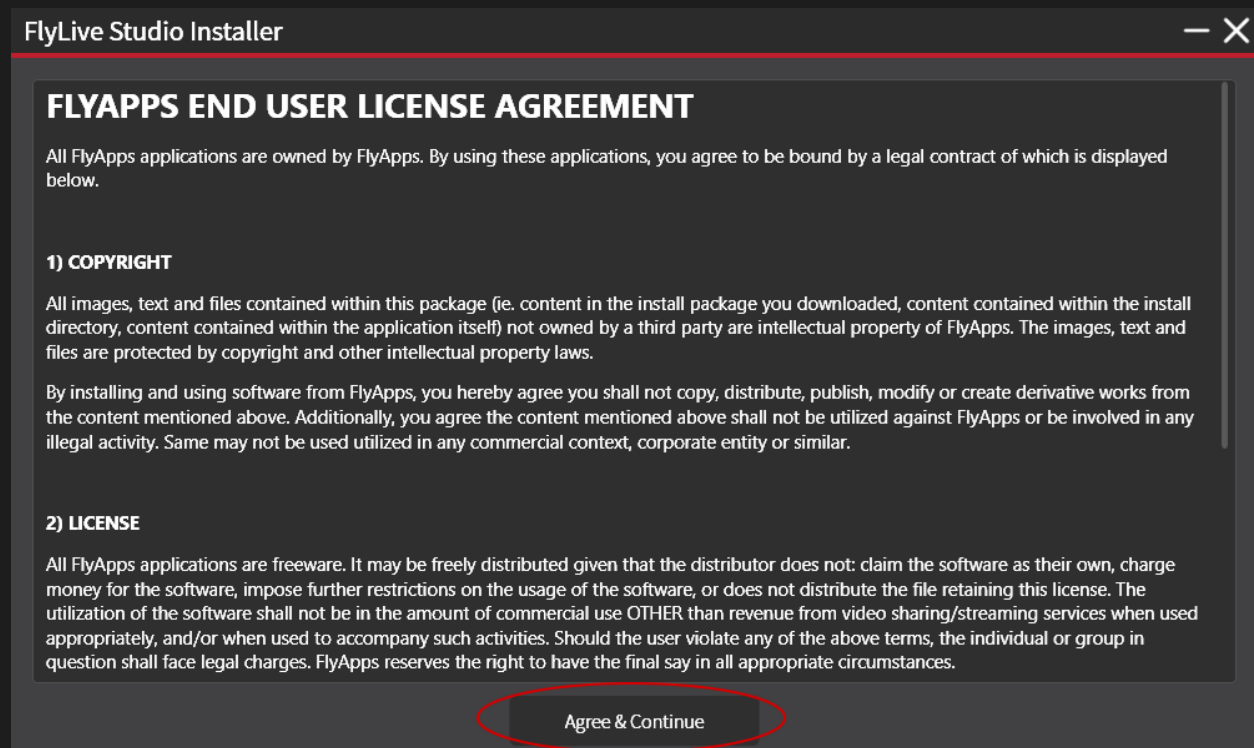 FlyLive Studio Installer
FLYAPPS END USER LICENSE AGREEMENT
All FlyApps applications are owned by FlyApps. By using these applications, you agree to be bound by a legal contract of which is displayed
below.
1) COPYRIGHT
All images, text and files contained within this package (ie. content in the install package you downloaded, content contained within the install
directory, content contained within the application itself) not owned by a third party are intellectual property of FlyApps. The images, text and
files are protected by copyright and other intellectual property laws.
By installing and using software from FlyApps, you hereby agree you shall not copy, distribute, publish, modify or create derivative works from
the content mentioned above. Additionally, you agree the content mentioned above shall not be utilized against FlyApps or be involved in any
illegal activity. Same may not be used utilized in any commercial context, corporate entity or similar.
2) LICENSE
All FlyApps applications are freeware. It may be freely distributed given that the distributor does not: claim the software as their own, charge
money for the software, impose further restrictions on the usage of the software, or does not distribute the file retaining this license. The
utilization of the software shall not be in the amount of commercial use OTHER than revenue from video sharing/streaming services when used
appropriately, and/or when used to accompany such activities. Should the user violate any of the above terms, the individual or group in
question shall face legal charges. FlyApps reserves the right to have the final say in all appropriate circumstances.
Agree & Continue